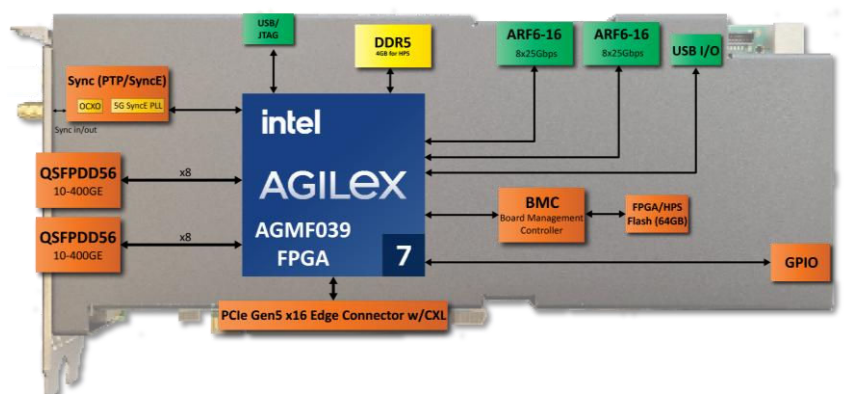 USB/
JTAG
DDR5
4GB for HPS
ARF6-16
8x25Gbps
ARF6-16
8x25Gbps
USB I/O
Sync (PTP/SyncE)
OCXO
5G SyncE PLL
Sync in/out
intel
AGILEX
AGMF039
FPGA
7
QSFPDD56
10-400GE
x8
QSFPDD56
10-400GE
x8
BMC
Board Management
Controller
FPGA/HPS
Flash (64GB)
GPIO
PCIe Gen5 x16 Edge Connector w/CXL